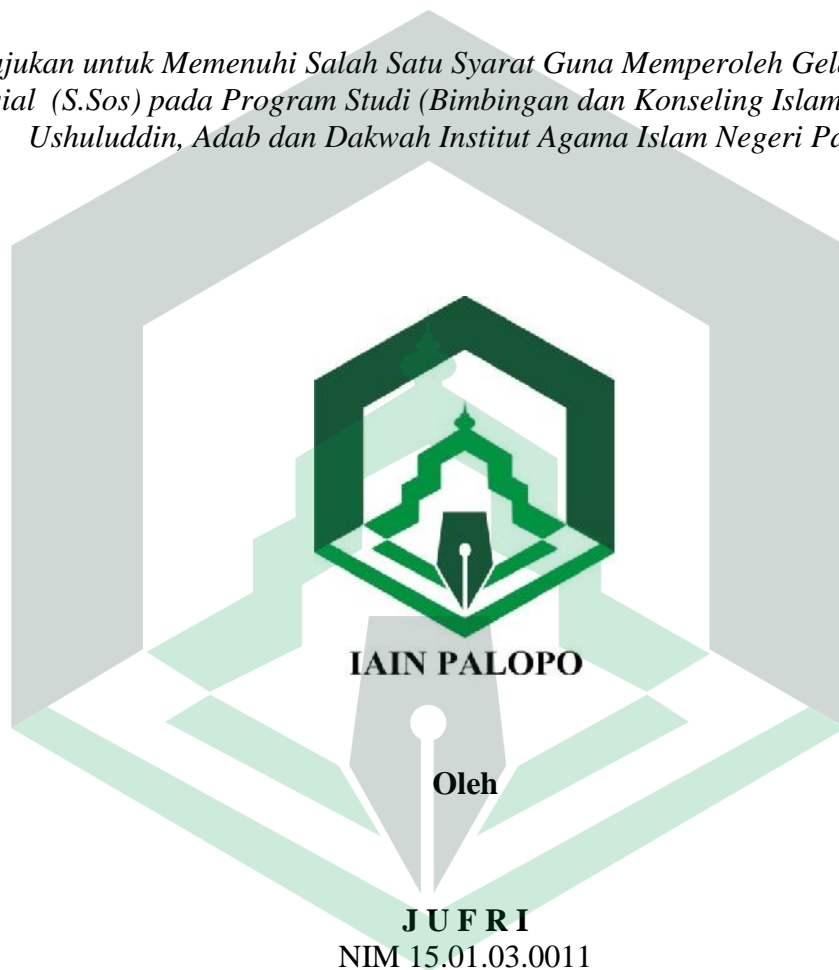 ajukan untuk Memenuhi Salah Satu Syarat Guna Memperoleh Gel
ial (S.Sos) pada Program Studi (Bimbingan dan Konseling Islam
Ushuluddin, Adab dan Dakwah Institut Agama Islam Negeri Pa
IAIN PALOPO
Oleh
J U F R I
NIM 15.01.03.0011